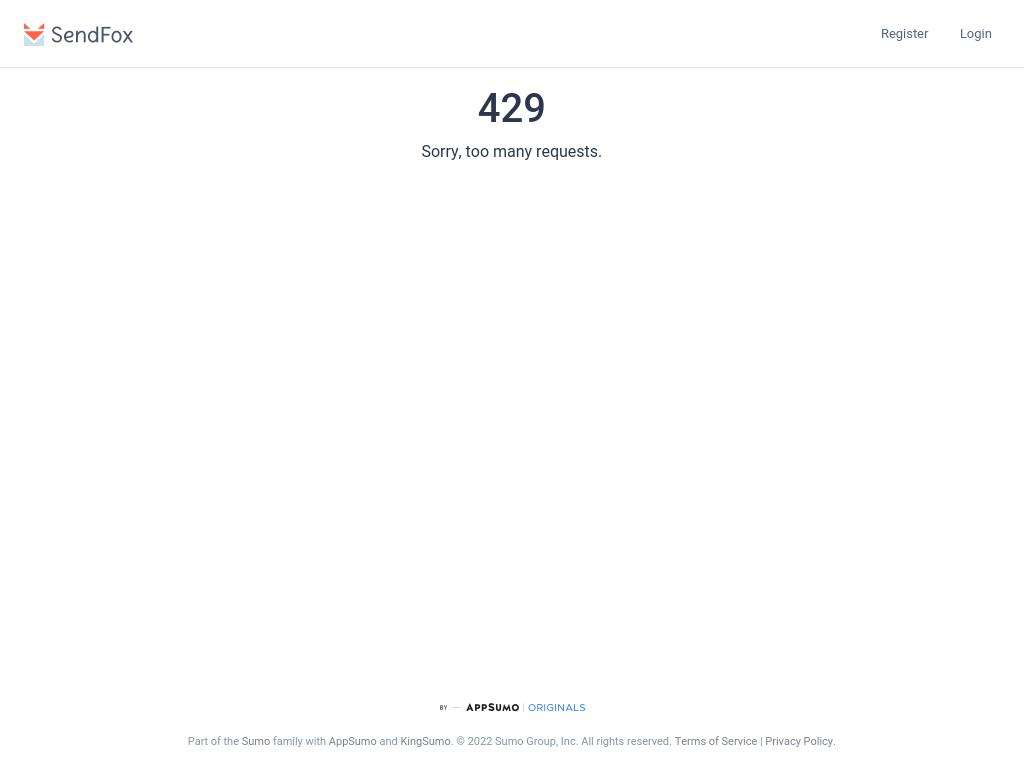 SendFox
Register
Login
429
Sorry, too many requests.
BY — APPSUMO | ORIGINALS
Part of the Sumo family with AppSumo and KingSumo. © 2022 Sumo Group, Inc. All rights reserved. Terms of Service | Privacy Policy.